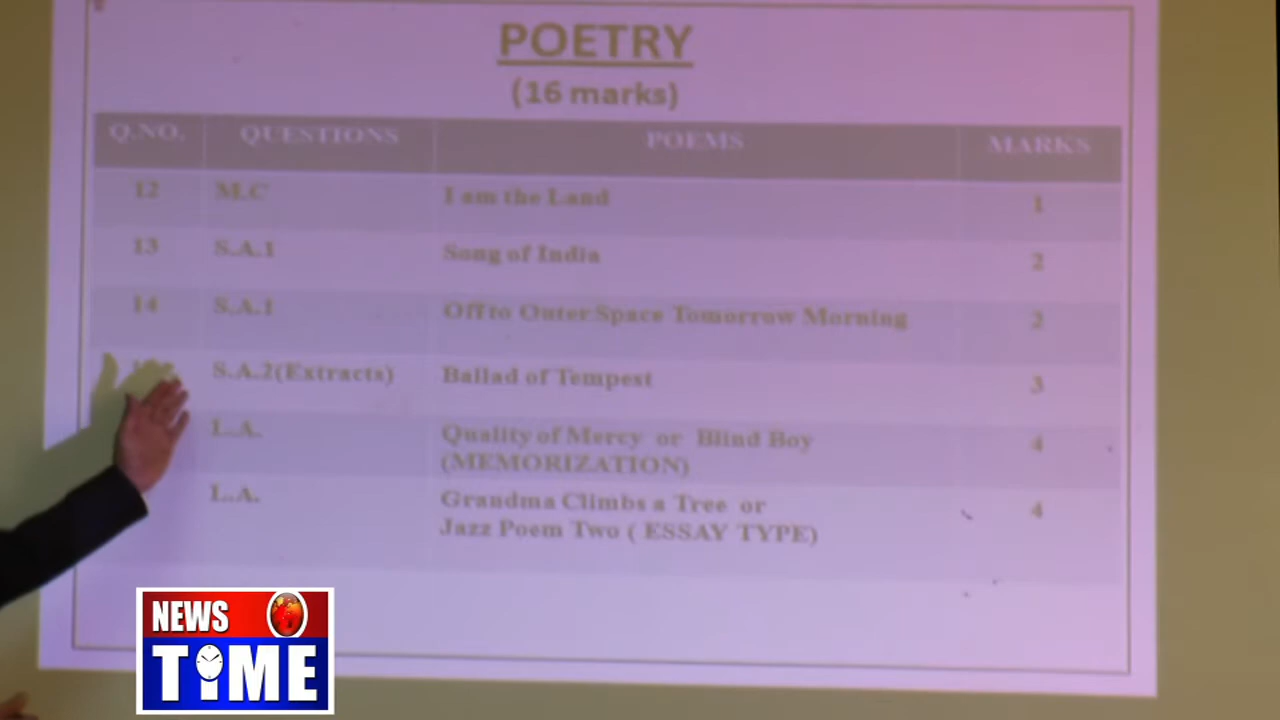 POETRY
(16 marks)
Q.NO. QUESTIONS POEMS MARKS
12 M.C I am the Land 1
13 S.A.1 Song of India 2
14 S.A.1 Off to Outer Space Tomorrow Morning 2
S.A.2(Extracts) Ballad of Tempest 3
L.A. Quality of Mercy or Blind Boy 4
(MEMORIZATION)
L.A. Grandma Climbs a Tree or 4
Jazz Poem Two ( ESSAY TYPE)
NEWS
TIME